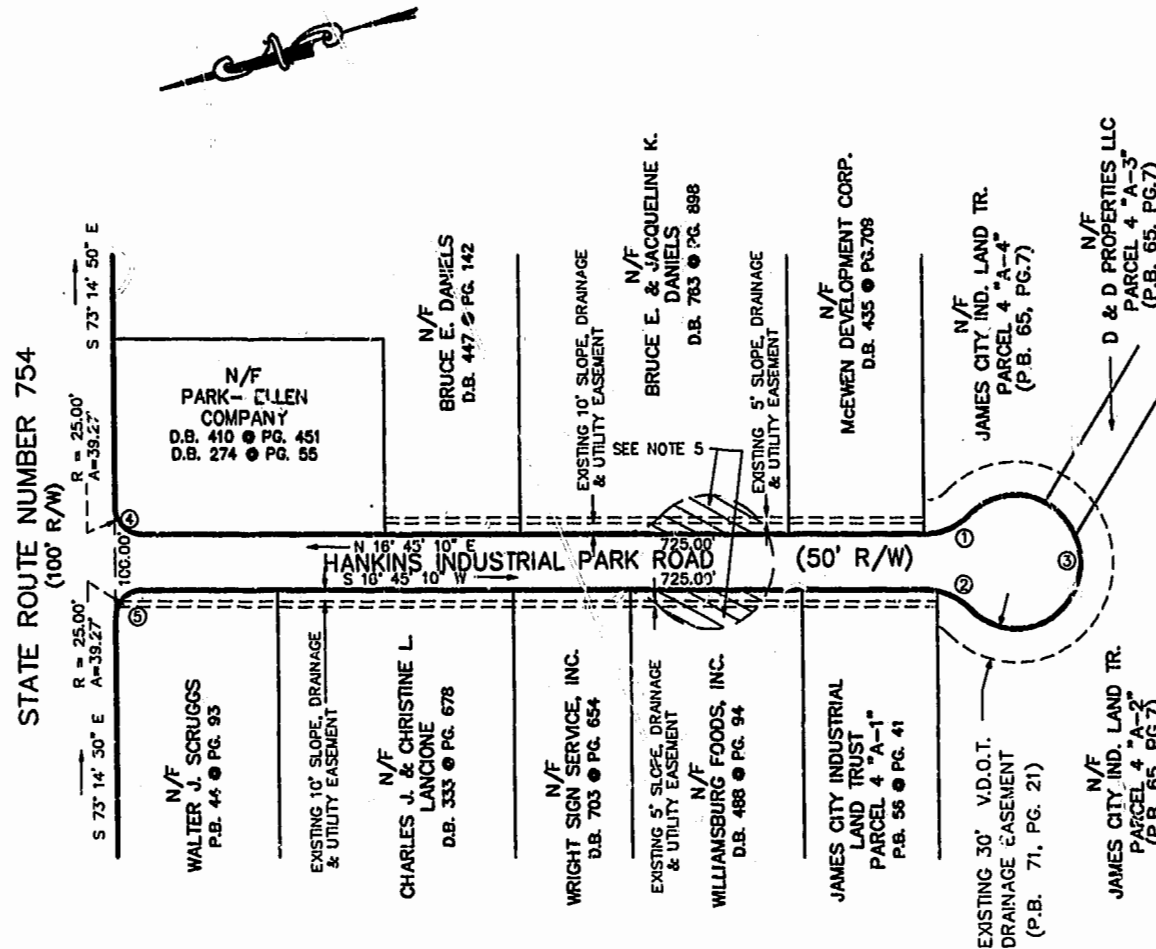 STATE ROUTE NUMBER 754
(100' R/W)
S 73° 14' 30" E
R = 25.00'
A=39.27'
100.00'
R = 25.00'
A=39.27'
S 73° 14' 50" E
4
5
N/F
PARK- ELLEN
COMPANY
D.B. 410 @ PG. 451
D.B. 274 @ PG. 55
N/F
BRUCE E. DANIELS
D.B. 447 @ PG. 142
EXISTING 10' SLOPE, DRAINAGE
& UTILITY EASEMENT
N/F
BRUCE E. & JACQUELINE K.
DANIELS
D.B. 763 @ PG. 898
SEE NOTE 5
EXISTING 5' SLOPE, DRAINAGE
& UTILITY EASEMENT
N/F
McEWEN DEVELOPMENT CORP.
D.B. 435 @ PG.709
N/F
JAMES CITY IND. LAND TR.
PARCEL 4 "A-4"
(P.B. 65, PG.7)
N/F
D & D PROPERTIES LLC
PARCEL 4 "A-3"
(P.B. 65, PG.7)
N 16° 45' 10" E
725.00'
HANKINS INDUSTRIAL PARK ROAD (50' R/W)
S 16° 45' 10" W
725.00'
1
2
3
N/F
WALTER J. SCRUGGS
P.B. 44 @ PG. 93
EXISTING 10' SLOPE, DRAINAGE
& UTILITY EASEMENT
N/F
CHARLES J. & CHRISTINE L.
LANCIONE
D.B. 333 @ PG. 678
N/F
WRIGHT SIGN SERVICE, INC.
D.B. 703 @ PG. 654
EXISTING 5' SLOPE, DRAINAGE
& UTILITY EASEMENT
N/F
WILLIAMSBURG FOODS, INC.
D.B. 488 @ PG. 94
N/F
JAMES CITY INDUSTRIAL
LAND TRUST
PARCEL 4 "A-1"
P.B. 56 @ PG. 41
EXISTING 30' V.D.O.T.
DRAINAGE EASEMENT
(P.B. 71, PG. 21)
N/F
JAMES CITY IND. LAND TR.
PARCEL 4 "A-2"
(P.B. 65, PG.7)